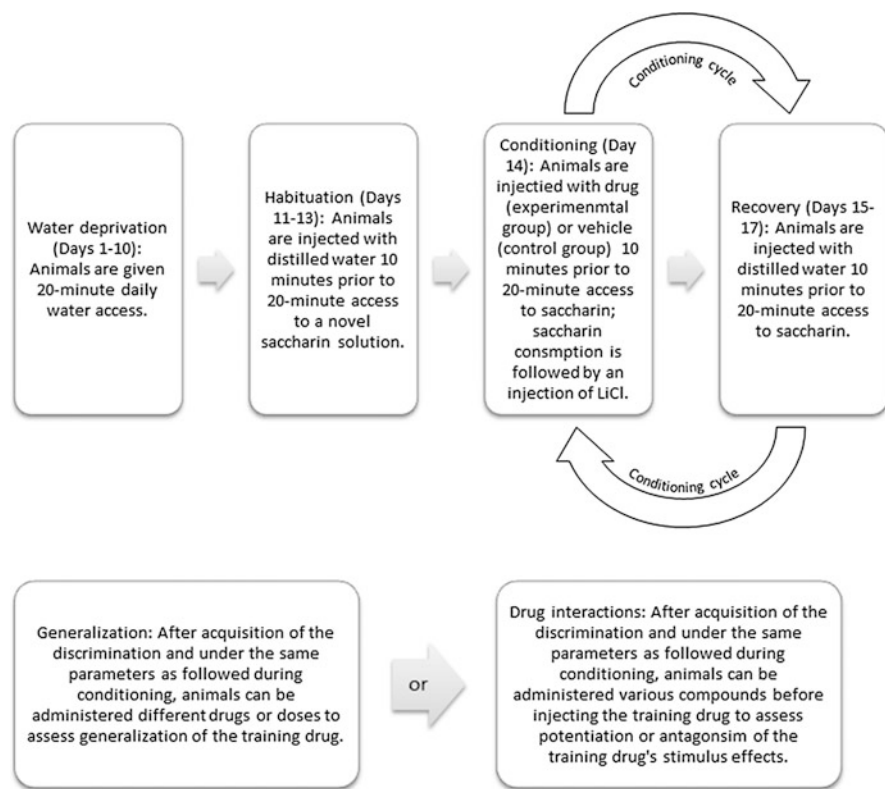 Conditioning cycle
Water deprivation
(Days 1-10):
Animals are given
20-minute daily
water access.
Habituation (Days
11-13): Animals
are injected with
distilled water 10
minutes prior to
20-minute access
to a novel
saccharin solution.
Conditioning (Day
14): Animals are
injectied with drug
(experimenmtal
group) or vehicle
(control group) 10
minutes prior to
20-minute access
to saccharin;
saccharin
consmption is
followed by an
injection of LiCl.
Recovery (Days 15-
17): Animals are
injected with
distilled water 10
minutes prior to
20-minute access
to saccharin.
Conditioning cycle
Generalization: After acquisition of the
discrimination and under the same
parameters as followed during
conditioning, animals can be
administered different drugs or doses to
assess generalization of the training drug.
or
Drug interactions: After acquisition of the
discrimination and under the same
parameters as followed during
conditioning, animals can be
administered various compounds before
injecting the training drug to assess
potentiation or antagonsim of the
training drug's stimulus effects.